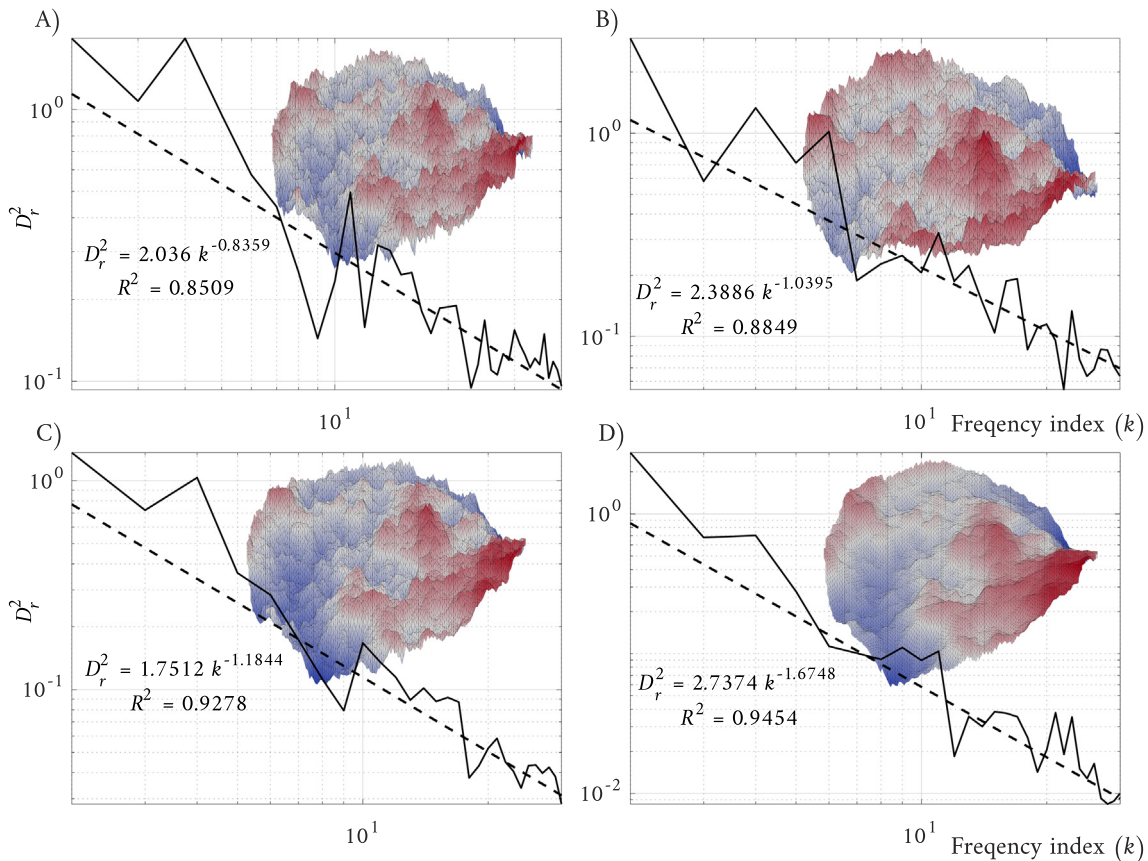 A)
B)
10^0
10^-1
D_r^2
D_r^2 = 2.036 k^-0.8359
R^2 = 0.8509
10^1
10^0
10^-1
D_r^2 = 2.3886 k^-1.0395
R^2 = 0.8849
10^1 Freqency index (k)
C)
D)
10^0
10^-1
D_r^2
D_r^2 = 1.7512 k^-1.1844
R^2 = 0.9278
10^1
10^0
10^-2
D_r^2 = 2.7374 k^-1.6748
R^2 = 0.9454
10^1
Freqency index (k)